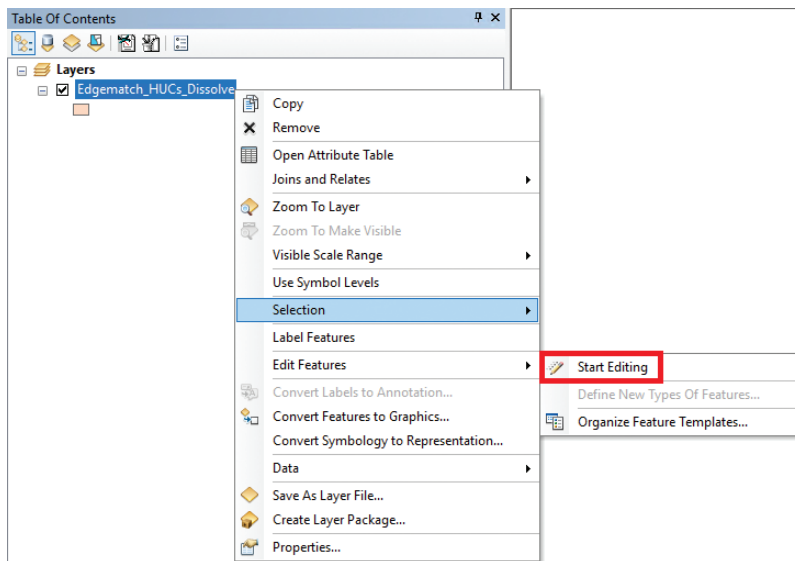 Table Of Contents
Layers
Edgematch_HUCs_Dissolve
Copy
Remove
Open Attribute Table
Joins and Relates
Zoom To Layer
Zoom To Make Visible
Visible Scale Range
Use Symbol Levels
Selection
Label Features
Edit Features
Convert Labels to Annotation...
Convert Features to Graphics...
Convert Symbology to Representation...
Data
Save As Layer File...
Create Layer Package...
Properties...
Start Editing
Define New Types Of Features...
Organize Feature Templates...